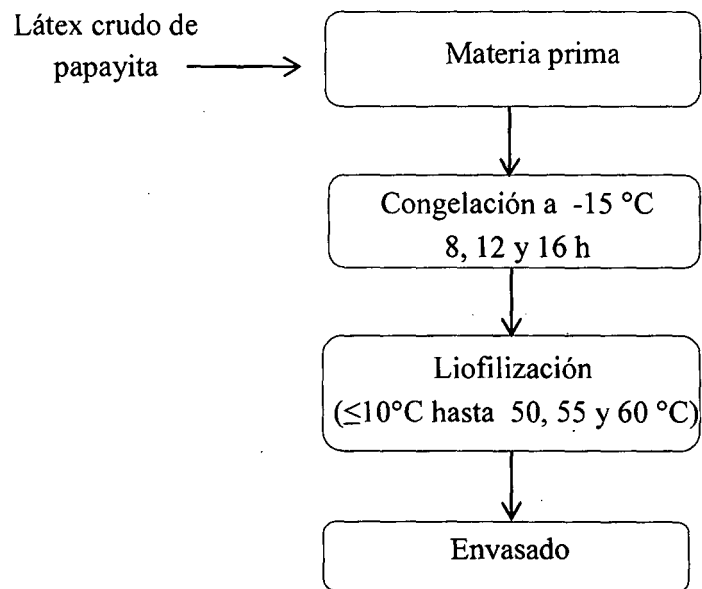 Látex crudo de
papayita
Materia prima
Congelación a -15 °C
8, 12 y 16 h
Liofilización
(≤10°C hasta 50, 55 y 60 °C)
Envasado